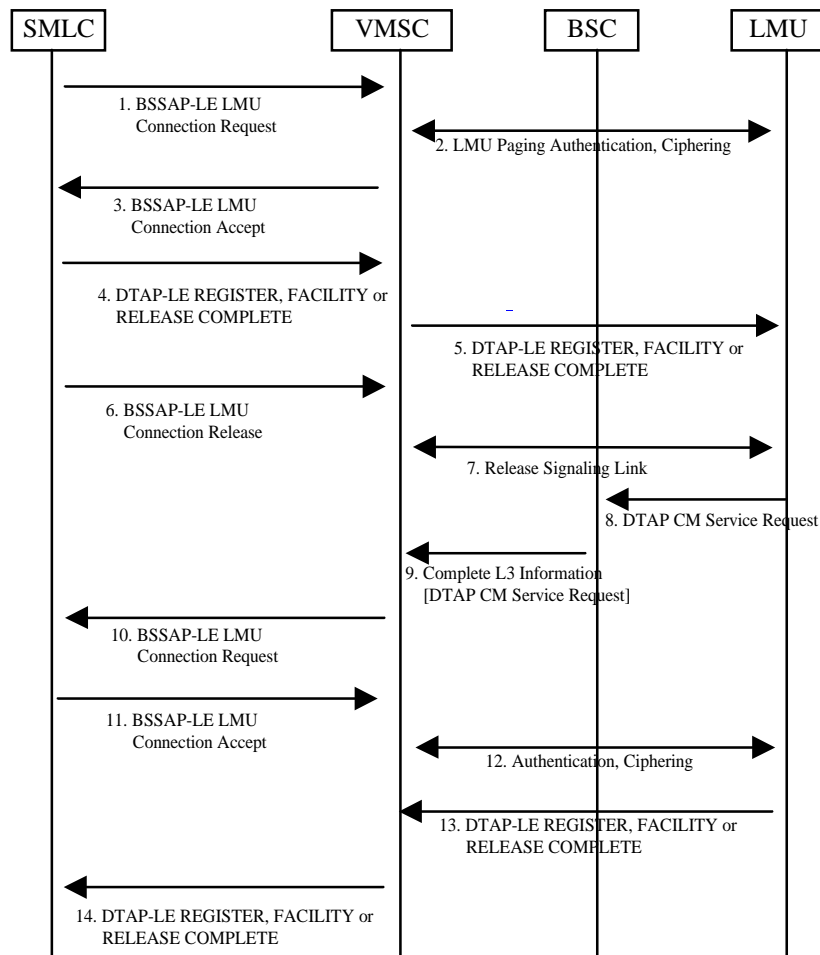 SMLC
VMSC
BSC
LMU
1. BSSAP-LE LMU
Connection Request
2. LMU Paging Authentication, Ciphering
3. BSSAP-LE LMU
Connection Accept
4. DTAP-LE REGISTER, FACILITY or
RELEASE COMPLETE
5. DTAP-LE REGISTER, FACILITY or
RELEASE COMPLETE
6. BSSAP-LE LMU
Connection Release
7. Release Signaling Link
8. DTAP CM Service Request
9. Complete L3 Information
[DTAP CM Service Request]
10. BSSAP-LE LMU
Connection Request
11. BSSAP-LE LMU
Connection Accept
12. Authentication, Ciphering
13. DTAP-LE REGISTER, FACILITY or
RELEASE COMPLETE
14. DTAP-LE REGISTER, FACILITY or
RELEASE COMPLETE